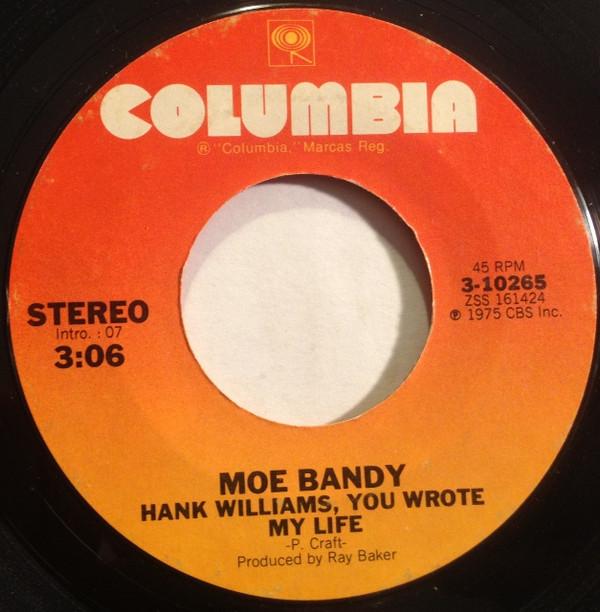 COLUMBIA
® "Columbia," Marcas Reg.
45 RPM
3-10265
ZSS 161424
℗ 1975 CBS Inc.
STEREO
Intro. : 07
3:06
MOE BANDY
HANK WILLIAMS, YOU WROTE
MY LIFE
-P. Craft-
Produced by Ray Baker